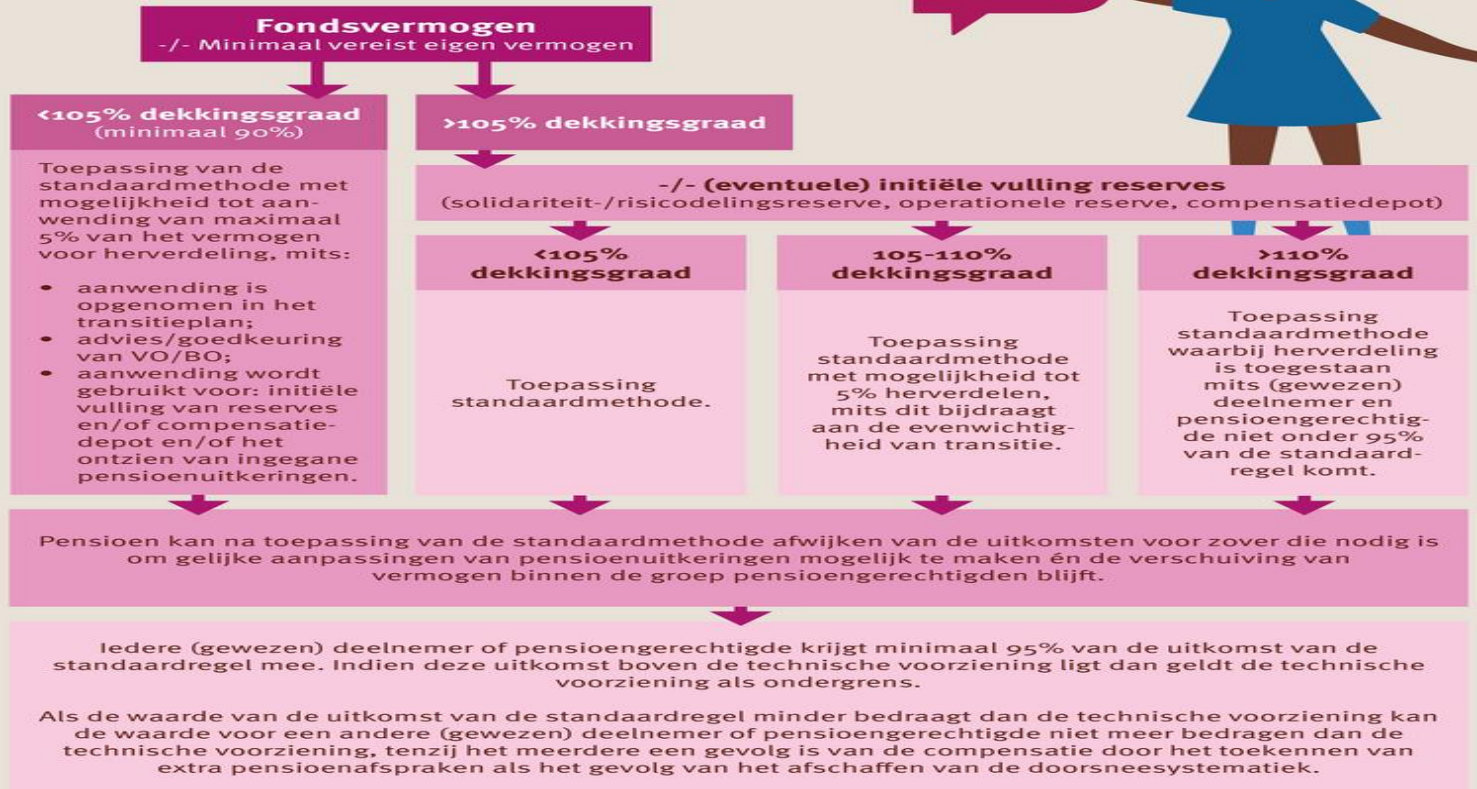 Fondsvermogen
-/- Minimaal vereist eigen vermogen
<105% dekkingsgraad
(minimaal 90%)
Toepassing van de
standaardmethode met
mogelijkheid tot aan-
wending van maximaal
5% van het vermogen
voor herverdeling, mits:
• aanwending is
opgenomen in het
transitieplan;
• advies/goedkeuring
van VO/BO;
• aanwending wordt
gebruikt voor: initiële
vulling van reserves
en/of compensatie-
depot en/of het
ontzien van ingegane
pensioenuitkeringen.
>105% dekkingsgraad
-/- (eventuele) initiële vulling reserves
(solidariteit-/risicodelingsreserve, operationele reserve, compensatiedepot)
<105%
dekkingsgraad
Toepassing
standaardmethode.
105-110%
dekkingsgraad
Toepassing
standaardmethode
met mogelijkheid tot
5% herverdelen,
mits dit bijdraagt
aan de evenwichtig-
heid van transitie.
>110%
dekkingsgraad
Toepassing
standaardmethode
waarbij herverdeling
is toegestaan
mits (gewezen)
deelnemer en
pensioengerechtig-
de niet onder 95%
van de standaard-
regel komt.
Pensioen kan na toepassing van de standaardmethode afwijken van de uitkomsten voor zover die nodig is
om gelijke aanpassingen van pensioenuitkeringen mogelijk te maken én de verschuiving van
vermogen binnen de groep pensioengerechtigden blijft.
Iedere (gewezen) deelnemer of pensioengerechtigde krijgt minimaal 95% van de uitkomst van de
standaardregel mee. Indien deze uitkomst boven de technische voorziening ligt dan geldt de technische
voorziening als ondergrens.
Als de waarde van de uitkomst van de standaardregel minder bedraagt dan de technische voorziening kan
de waarde voor een andere (gewezen) deelnemer of pensioengerechtigde niet meer bedragen dan de
technische voorziening, tenzij het meerdere een gevolg is van de compensatie door het toekennen van
extra pensioenafspraken als het gevolg van het afschaffen van de doorsneesystematiek.